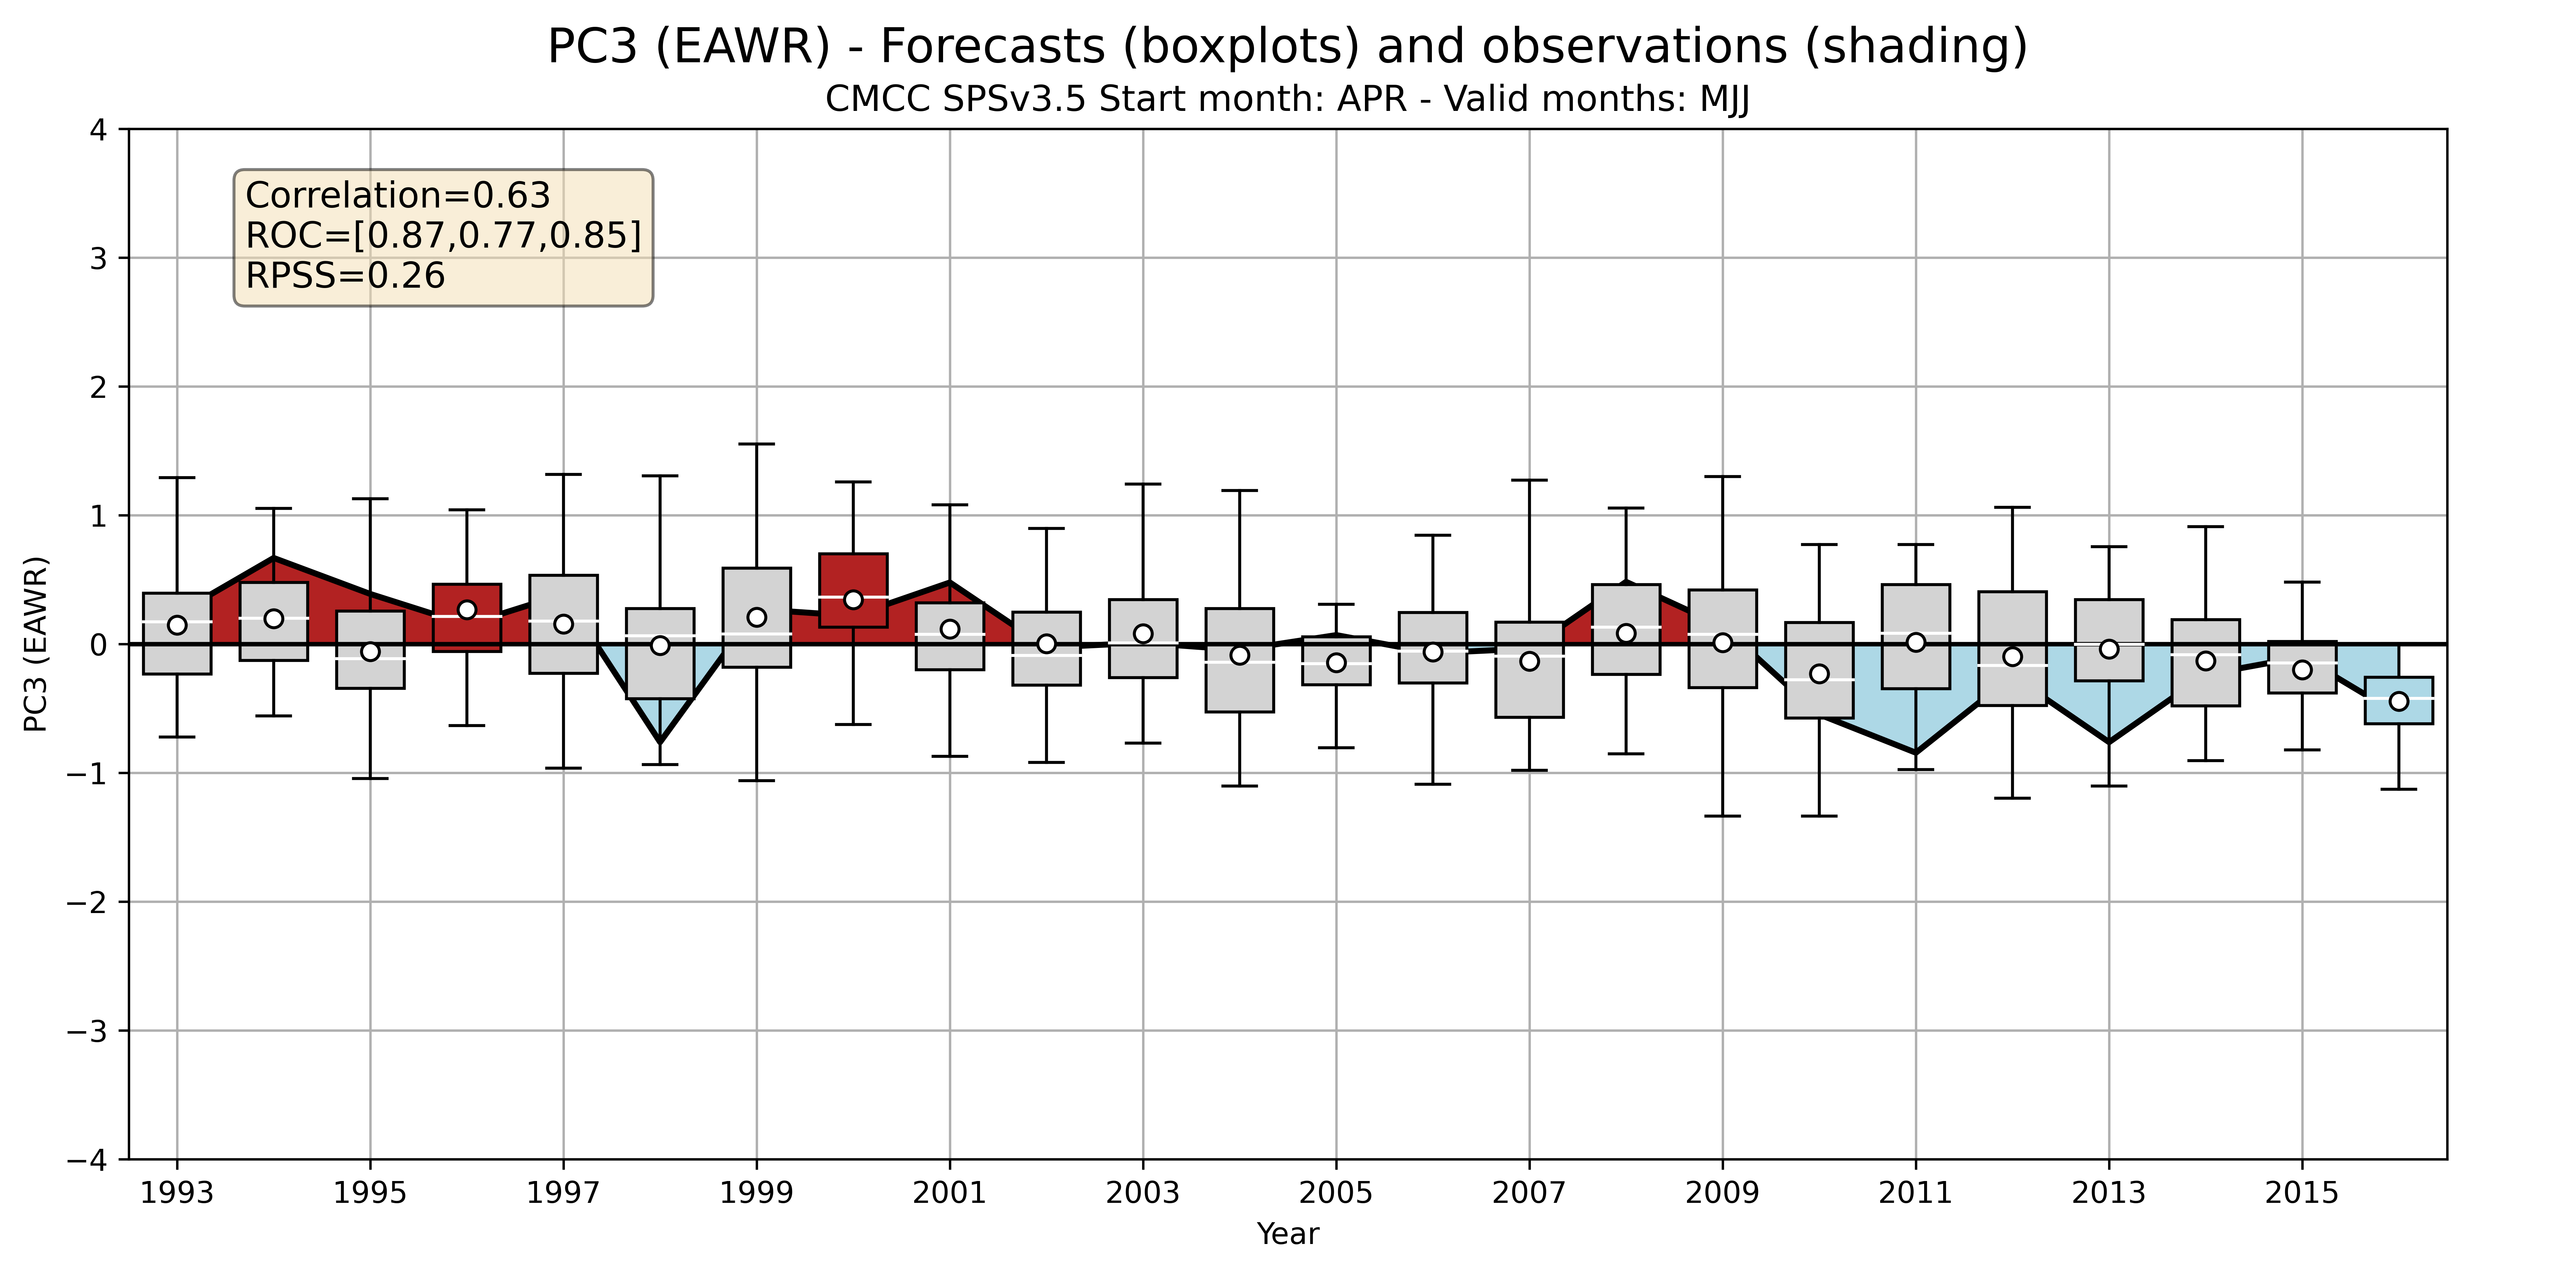 PC3 (EAWR) - Forecasts (boxplots) and observations (shading)
CMCC SPSv3.5 Start month: APR - Valid months: MJJ
Correlation=0.63
ROC=[0.87,0.77,0.85]
RPSS=0.26
PC3 (EAWR)
4
3
2
1
0
−1
−2
−3
−4
1993 1995 1997 1999 2001 2003 2005 2007 2009 2011 2013 2015
Year